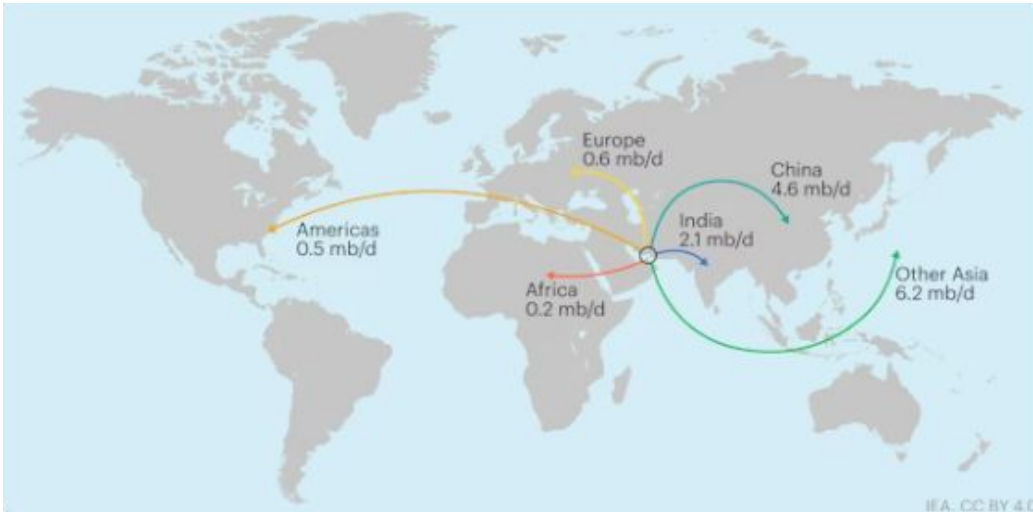 Europe
0.6 mb/d
China
4.6 mb/d
India
2.1 mb/d
Americas
0.5 mb/d
Africa
0.2 mb/d
Other Asia
6.2 mb/d
IEA. CC BY 4.0